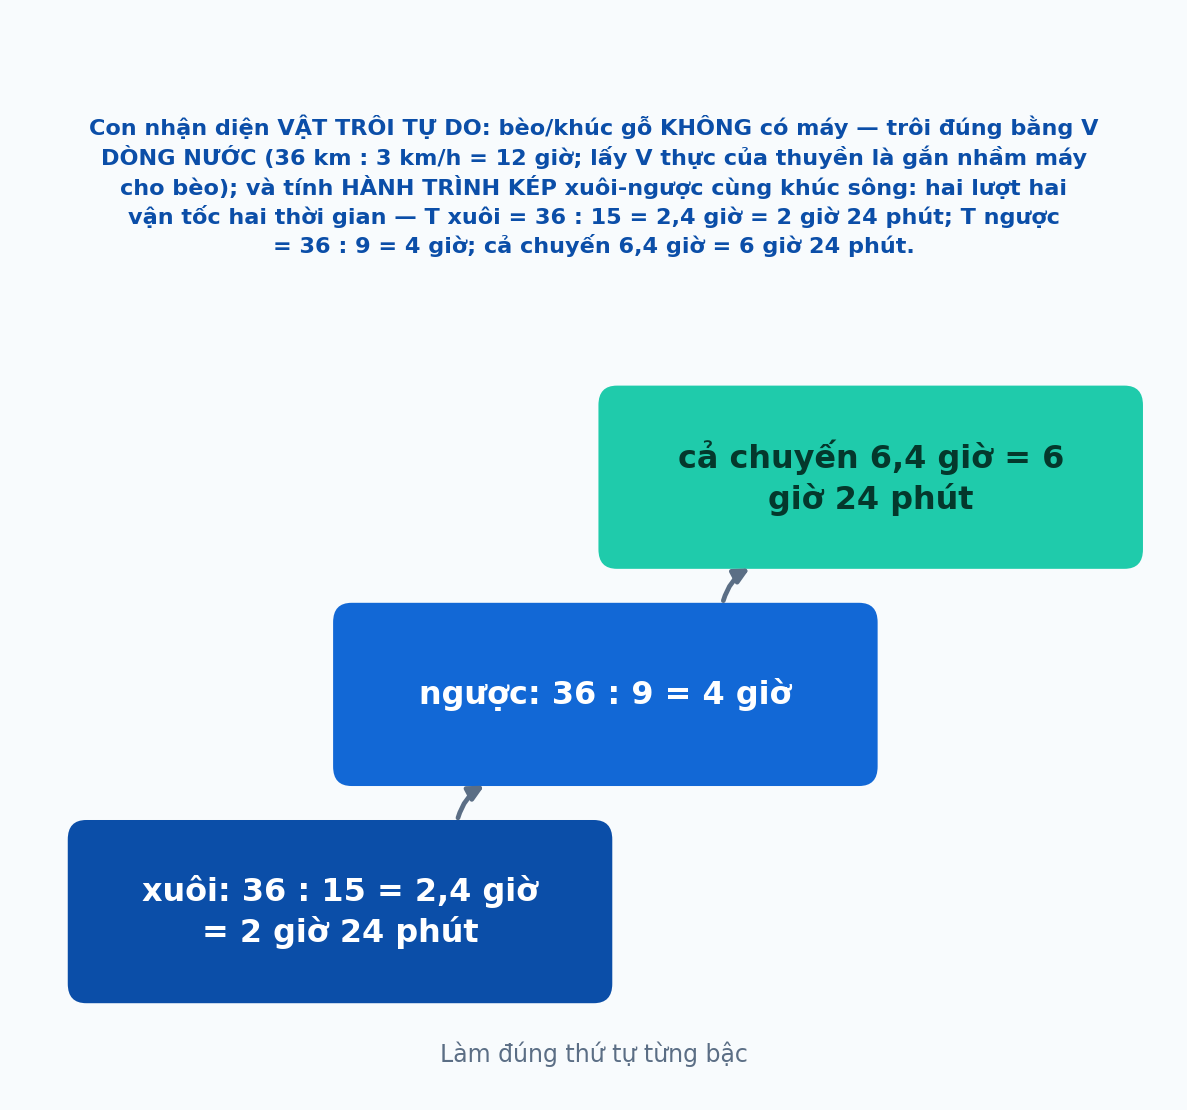 Con nhận diện VẬT TRÔI TỰ DO: bèo/khúc gỗ KHÔNG có máy — trôi đúng bằng V
DÒNG NƯỚC (36 km : 3 km/h = 12 giờ; lấy V thực của thuyền là gắn nhầm máy
cho bèo); và tính HÀNH TRÌNH KÉP xuôi-ngược cùng khúc sông: hai lượt hai
vận tốc hai thời gian — T xuôi = 36 : 15 = 2,4 giờ = 2 giờ 24 phút; T ngược
= 36 : 9 = 4 giờ; cả chuyến 6,4 giờ = 6 giờ 24 phút.
cả chuyến 6,4 giờ = 6
giờ 24 phút
ngược: 36 : 9 = 4 giờ
xuôi: 36 : 15 = 2,4 giờ
= 2 giờ 24 phút
Làm đúng thứ tự từng bậc